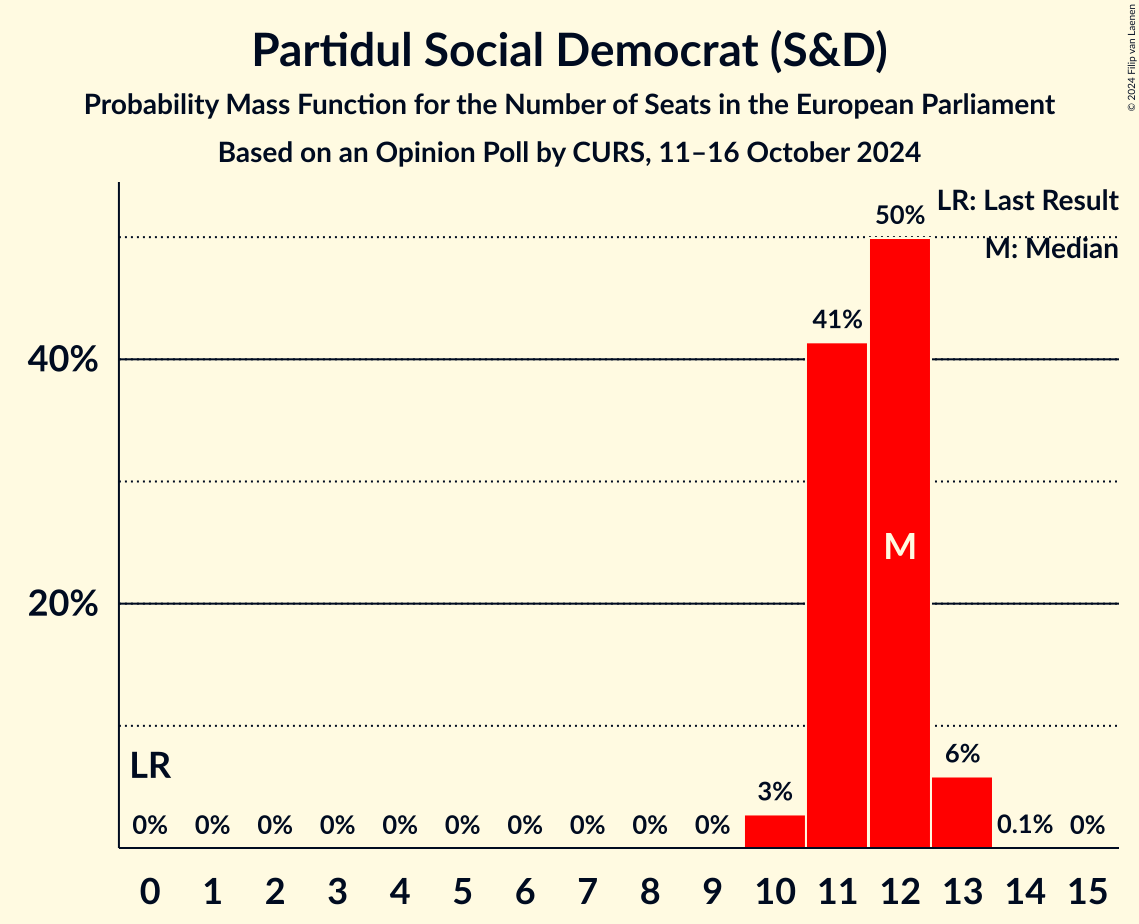 Partidul Social Democrat (S&D)
Probability Mass Function for the Number of Seats in the European Parliament
Based on an Opinion Poll by CURS, 11–16 October 2024
© 2024 Filip van Laenen
LR: Last Result
M: Median
50%
41%
40%
M
20%
LR
6%
3%
0% 0% 0% 0% 0% 0% 0% 0% 0% 0% 0.1% 0%
0 1 2 3 4 5 6 7 8 9 10 11 12 13 14 15